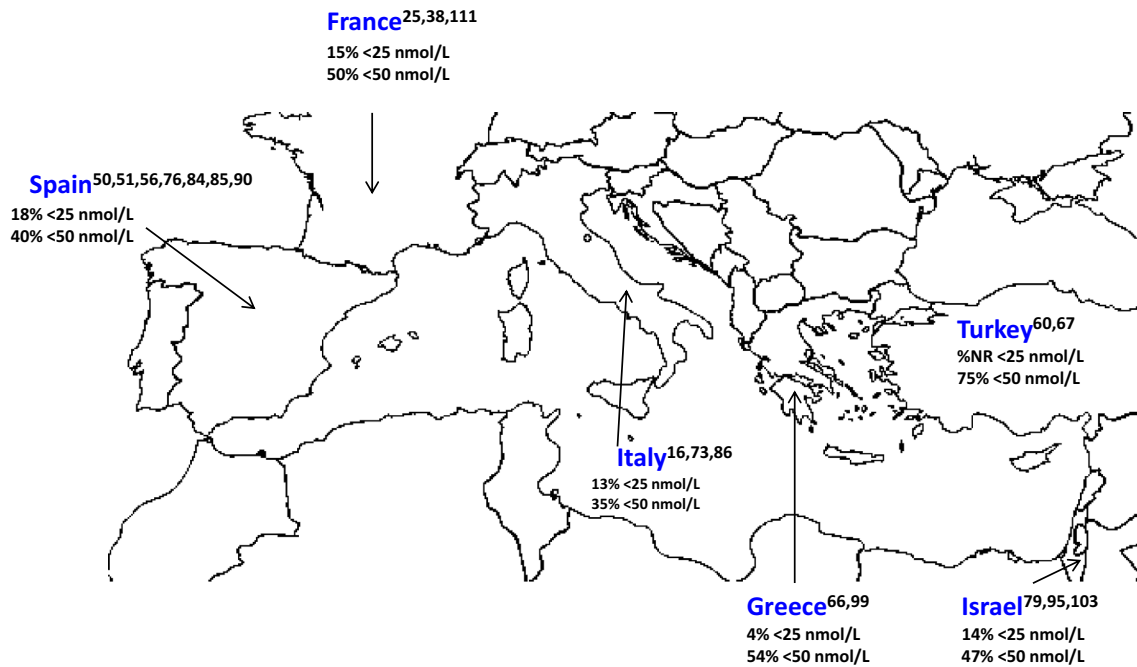 France25,38,111
15% <25 nmol/L
50% <50 nmol/L
Spain50,51,56,76,84,85,90
18% <25 nmol/L
40% <50 nmol/L
Turkey60,67
%NR <25 nmol/L
75% <50 nmol/L
Italy16,73,86
13% <25 nmol/L
35% <50 nmol/L
Greece66,99
4% <25 nmol/L
54% <50 nmol/L
Israel79,95,103
14% <25 nmol/L
47% <50 nmol/L